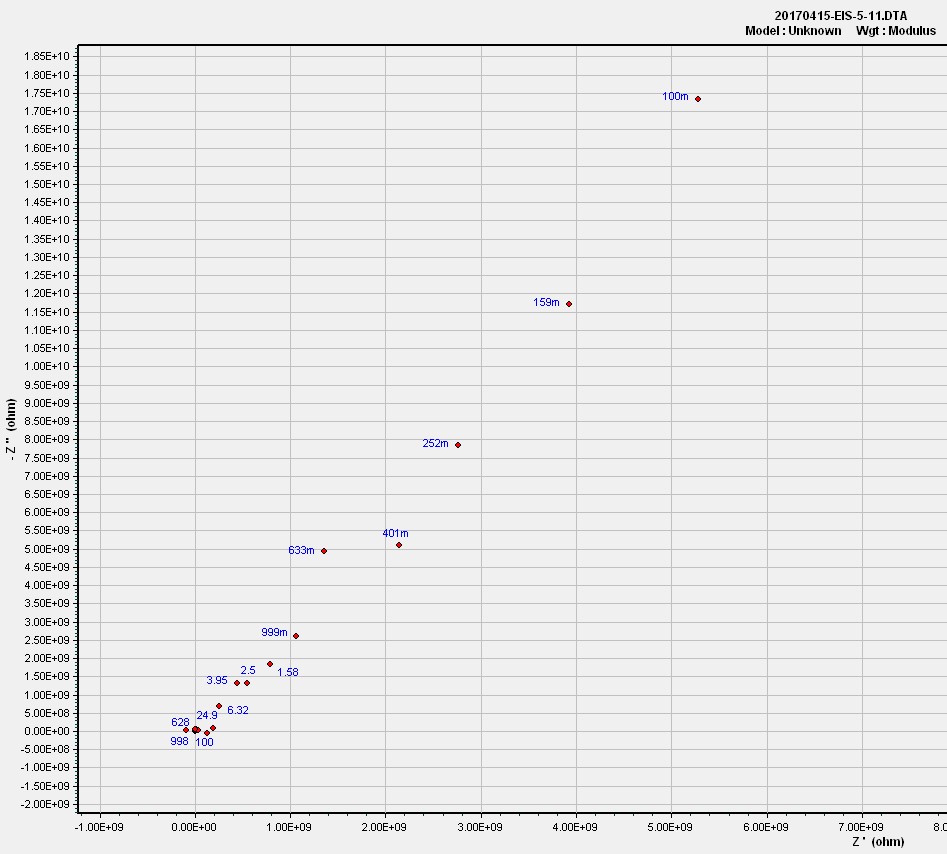 20170415-EIS-5-11.DTA
Model : Unknown Wgt : Modulus
1.85E+10
1.80E+10
1.75E+10
100m
1.70E+10
1.65E+10
1.60E+10
1.55E+10
1.50E+10
1.45E+10
1.40E+10
1.35E+10
1.30E+10
1.25E+10
1.20E+10
159m
1.15E+10
1.10E+10
1.05E+10
1.00E+10
9.50E+09
9.00E+09
8.50E+09
- Z '' (ohm)
8.00E+09
252m
7.50E+09
7.00E+09
6.50E+09
6.00E+09
5.50E+09
401m
5.00E+09
633m
4.50E+09
4.00E+09
3.50E+09
3.00E+09
999m
2.50E+09
2.00E+09
2.5
1.58
3.95
1.50E+09
1.00E+09
6.32
5.00E+08
24.9
628
0.00E+00
998
100
-5.00E+08
-1.00E+09
-1.50E+09
-2.00E+09
-1.00E+09 0.00E+00 1.00E+09 2.00E+09 3.00E+09 4.00E+09 5.00E+09 6.00E+09 7.00E+09 8.0
Z ' (ohm)